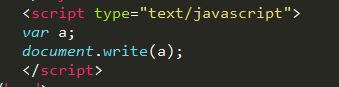 <script type="text/javascript">
var a;
document.write(a);
</script>